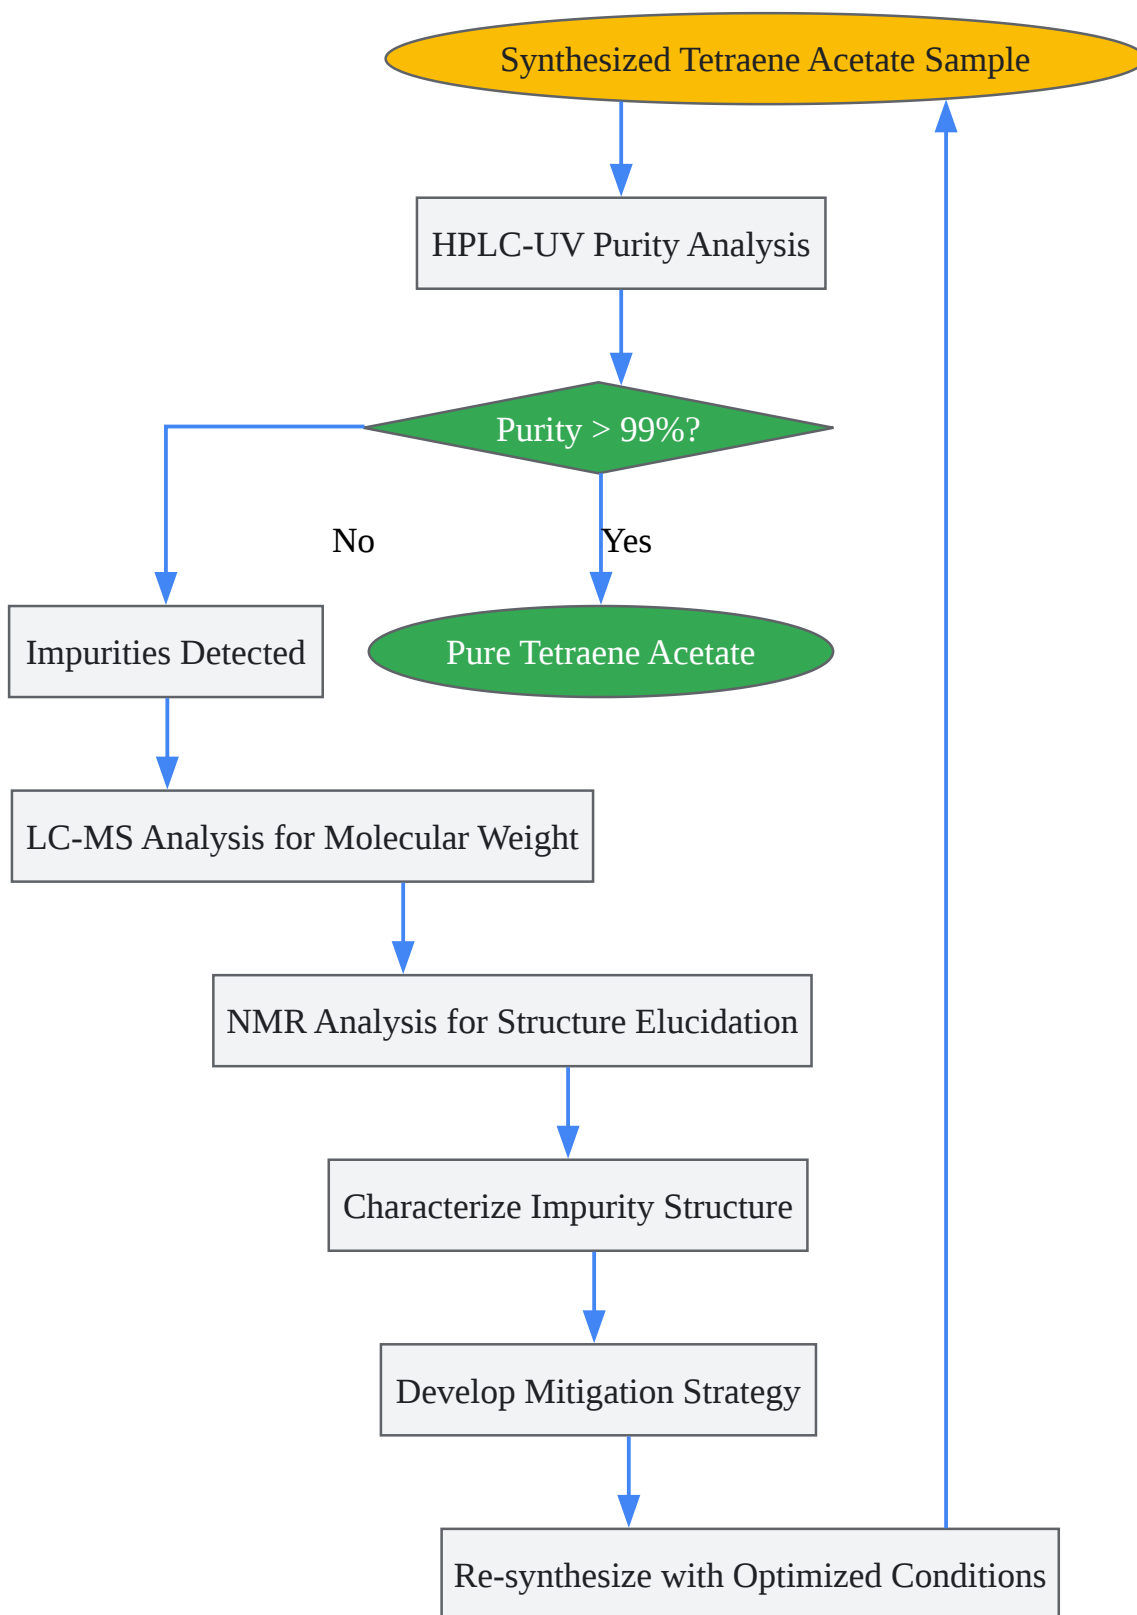 Synthesized Tetraene Acetate Sample
HPLC-UV Purity Analysis
Purity > 99%?
No
Yes
Impurities Detected
Pure Tetraene Acetate
LC-MS Analysis for Molecular Weight
NMR Analysis for Structure Elucidation
Characterize Impurity Structure
Develop Mitigation Strategy
Re-synthesize with Optimized Conditions